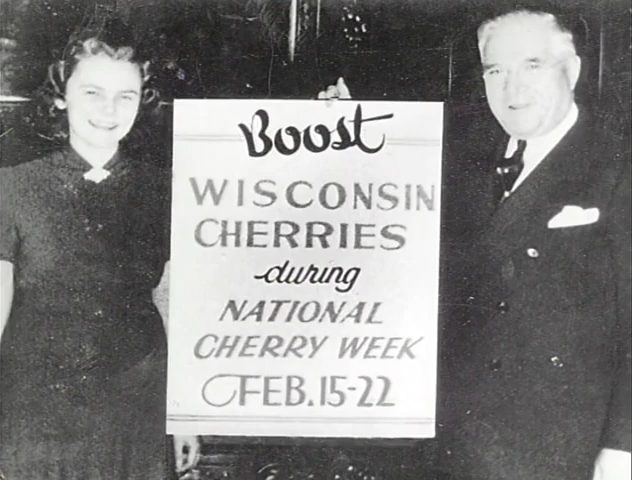 Boost
WISCONSIN
CHERRIES
during
NATIONAL
CHERRY WEEK
FEB. 15-22